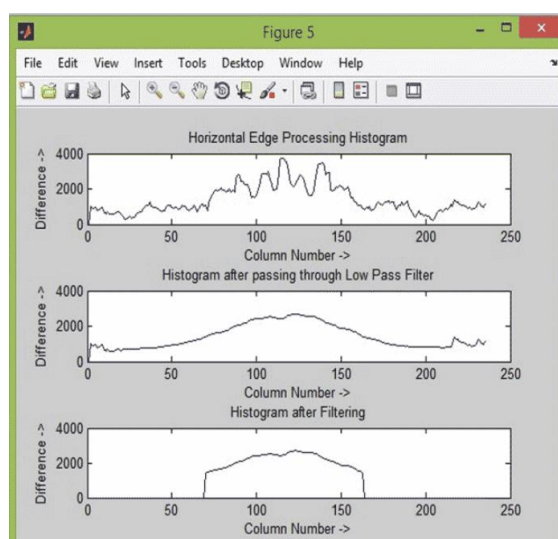 Figure 5
File Edit View Insert Tools Desktop Window Help
Horizontal Edge Processing Histogram
4000
2000
0
Difference ->
0 50 100 150 200 250
Column Number ->
Histogram after passing through Low Pass Filter
4000
2000
0
Difference ->
0 50 100 150 200 250
Column Number ->
Histogram after Filtering
4000
2000
0
Difference ->
0 50 100 150 200 250
Column Number ->